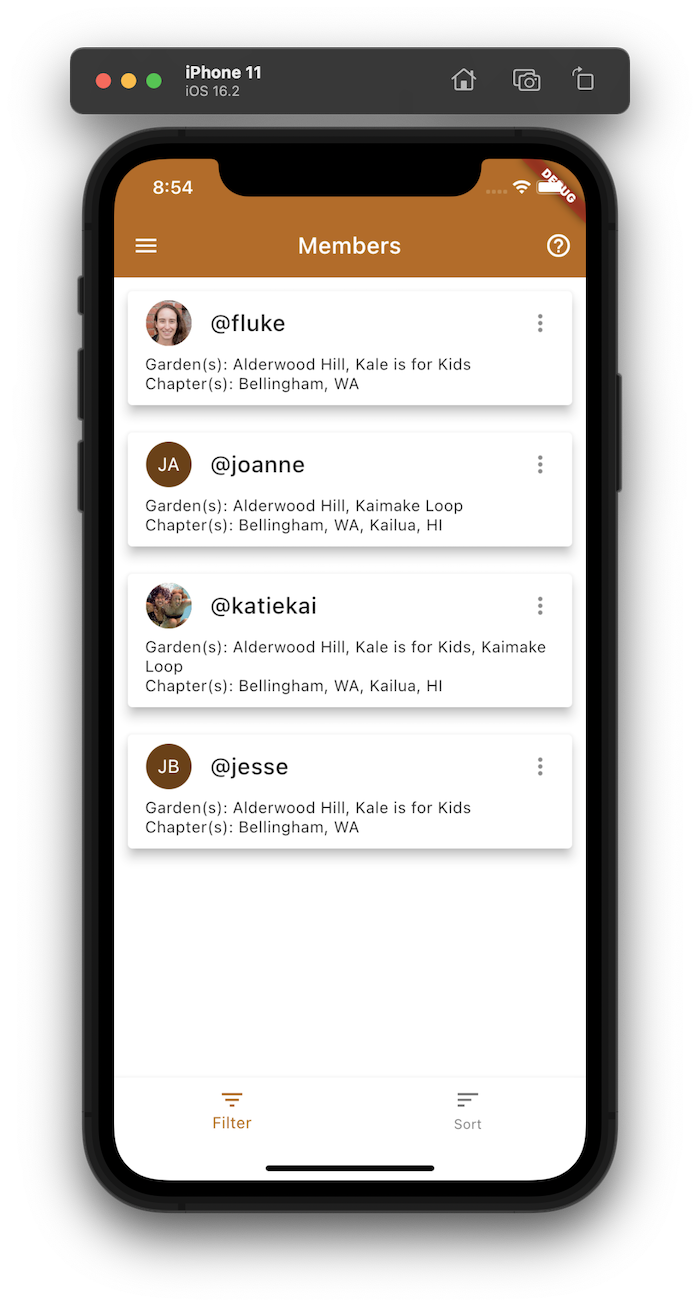 iPhone 11
iOS 16.2
8:54
DEBUG
Members
@fluke
Garden(s): Alderwood Hill, Kale is for Kids
Chapter(s): Bellingham, WA
JA
@joanne
Garden(s): Alderwood Hill, Kaimake Loop
Chapter(s): Bellingham, WA, Kailua, HI
@katiekai
Garden(s): Alderwood Hill, Kale is for Kids, Kaimake
Loop
Chapter(s): Bellingham, WA, Kailua, HI
JB
@jesse
Garden(s): Alderwood Hill, Kale is for Kids
Chapter(s): Bellingham, WA
Filter
Sort